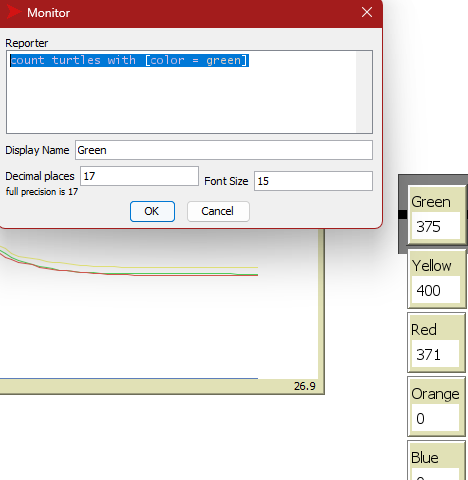 Monitor
Reporter
count turtles with [color = green]
Display Name Green
Decimal places 17
full precision is 17
Font Size 15
OK Cancel
26.9
Green
375
Yellow
400
Red
371
Orange
0
Blue